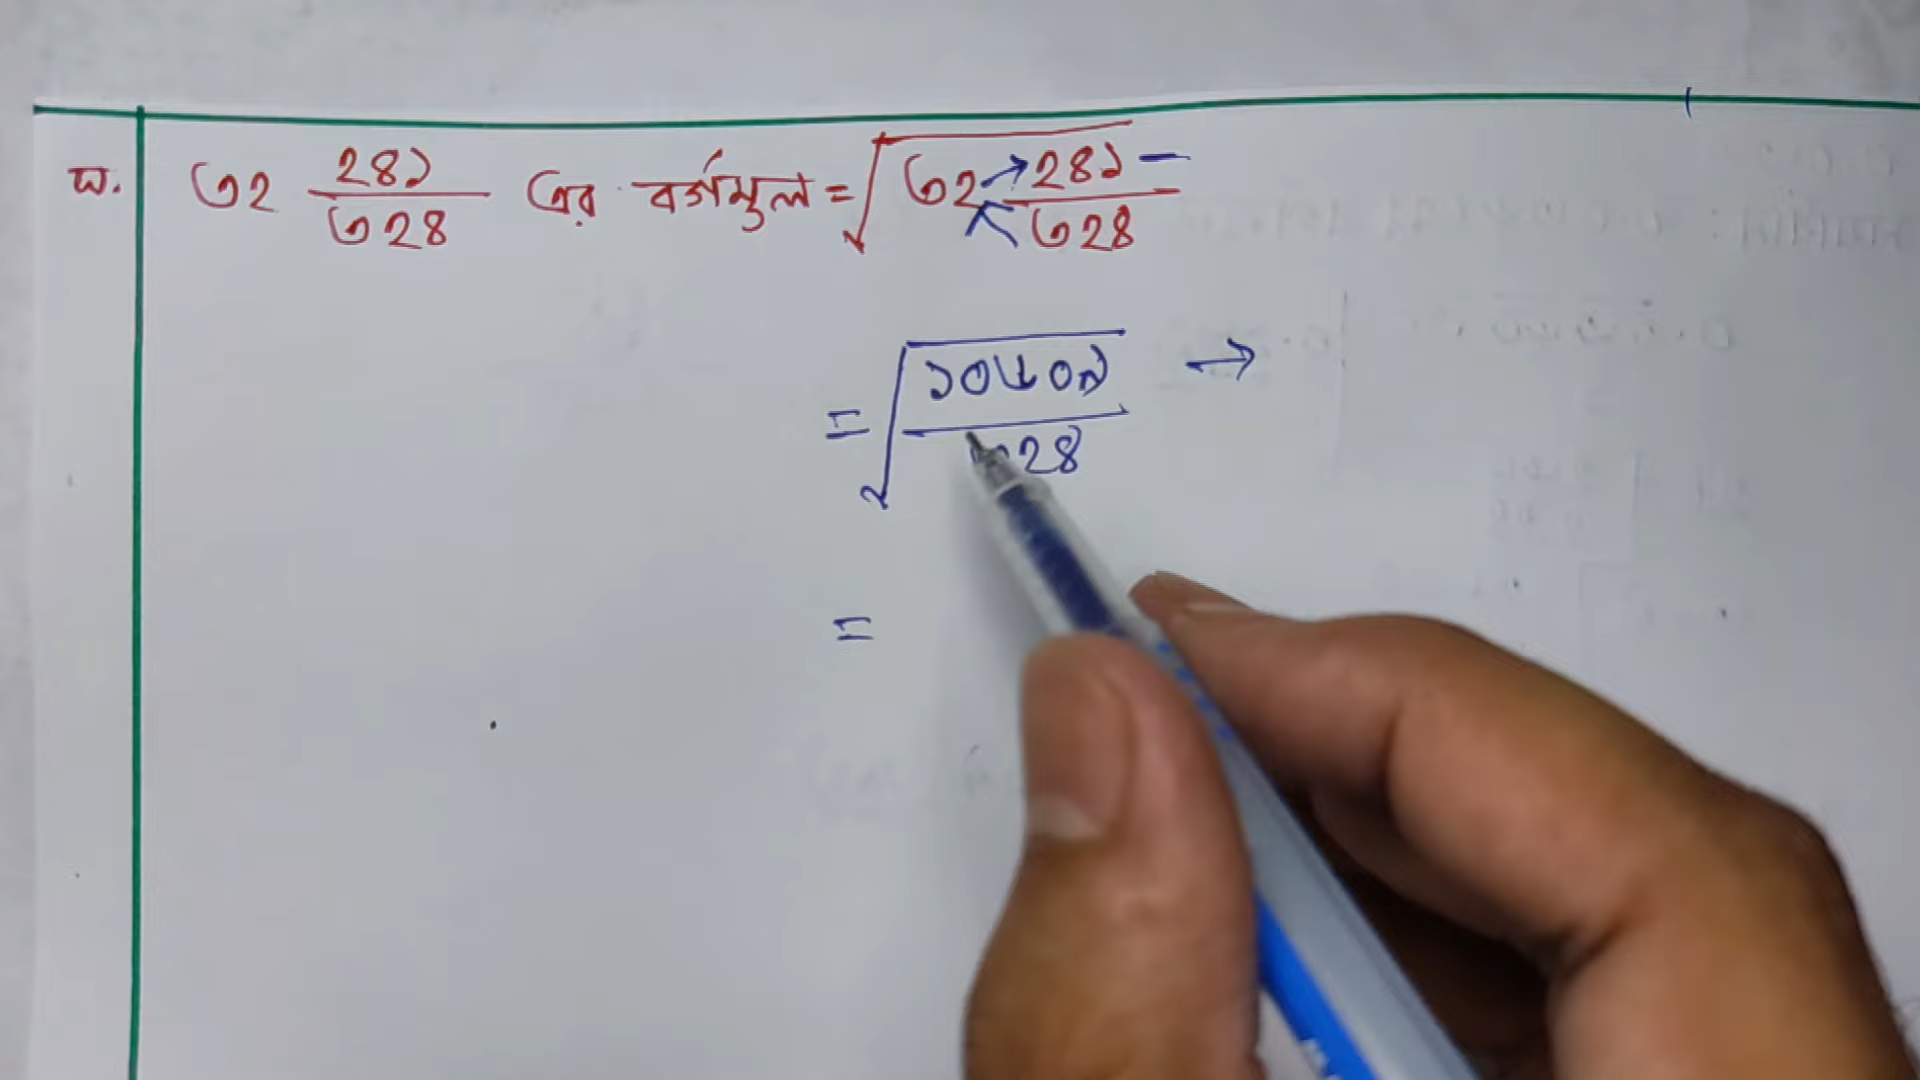 ঘ. ৩২ ২৪১/৩২৪ এর বর্গমূল = √৩২ ২৪১/৩২৪
= √১০৬০৯/৩২৪ →
=